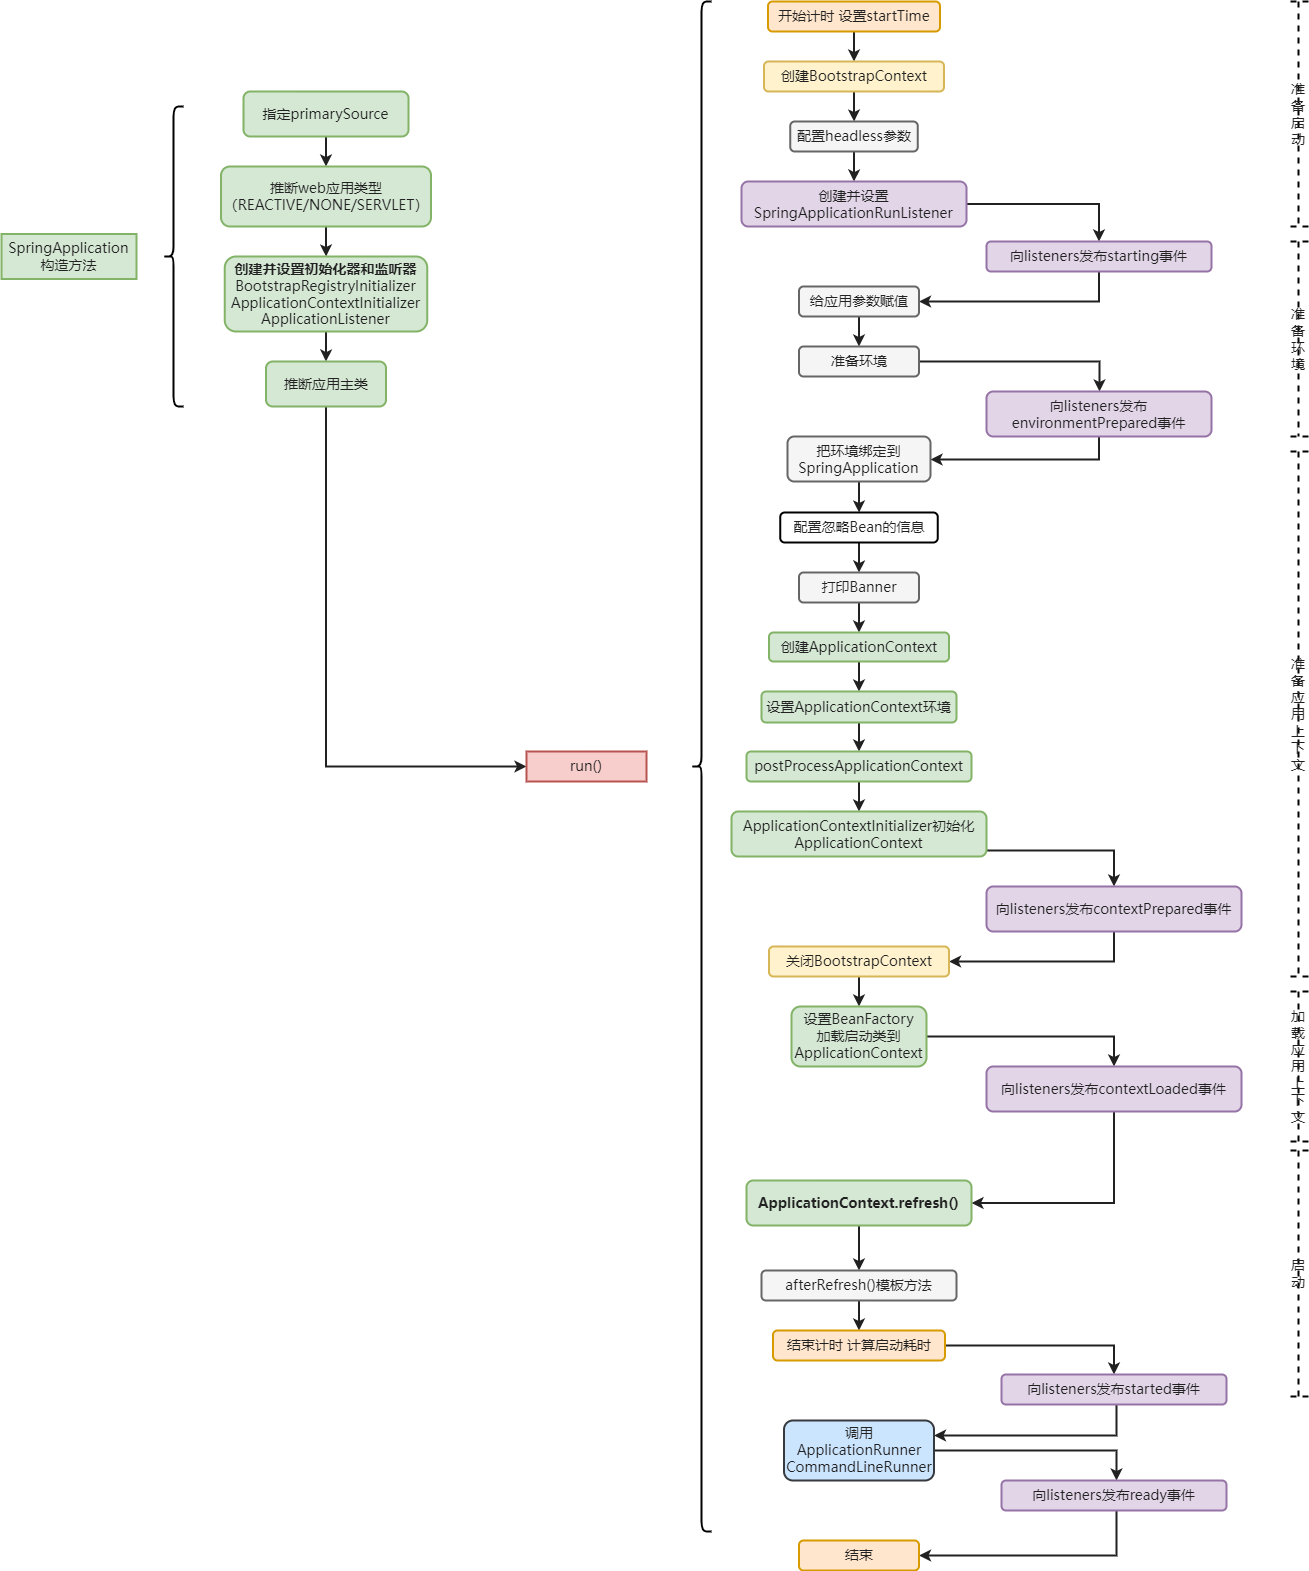 SpringApplication
构造方法
指定primarySource
推断web应用类型
（REACTIVE/NONE/SERVLET）
创建并设置初始化器和监听器
BootstrapRegistryInitializer
ApplicationContextInitializer
ApplicationListener
推断应用主类
run()
开始计时 设置startTime
创建BootstrapContext
配置headless参数
创建并设置
SpringApplicationRunListener
向listeners发布starting事件
给应用参数赋值
准备环境
向listeners发布
environmentPrepared事件
把环境绑定到
SpringApplication
配置忽略Bean的信息
打印Banner
创建ApplicationContext
设置ApplicationContext环境
postProcessApplicationContext
ApplicationContextInitializer初始化
ApplicationContext
向listeners发布contextPrepared事件
关闭BootstrapContext
设置BeanFactory
加载启动类到
ApplicationContext
向listeners发布contextLoaded事件
ApplicationContext.refresh()
afterRefresh()模板方法
结束计时 计算启动耗时
向listeners发布started事件
调用
ApplicationRunner
CommandLineRunner
向listeners发布ready事件
结束
准备启动
准备环境
准备应用上下文
加载应用上下文
启动